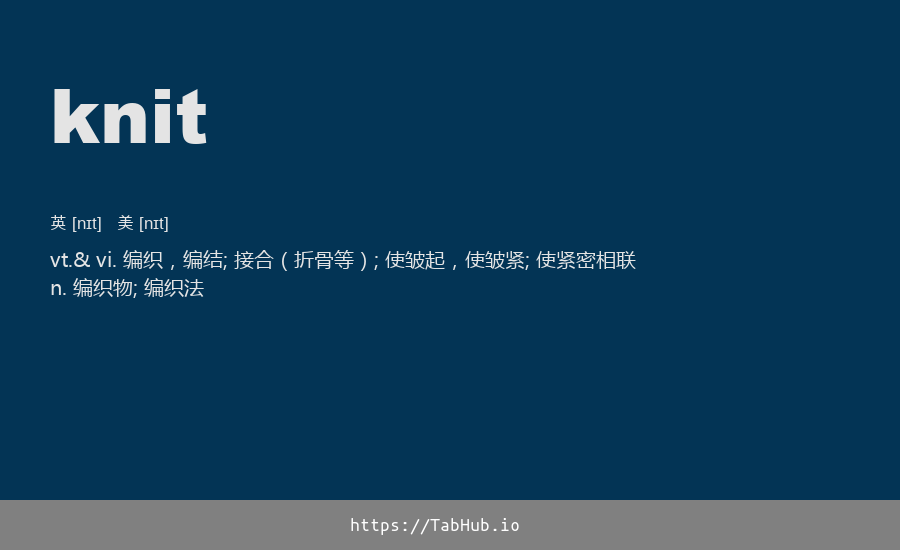 knit
英 [nɪt] 美 [nɪt]
vt.& vi. 编织，编结; 接合（折骨等）; 使皱起，使皱紧; 使紧密相联
n. 编织物; 编织法
https://TabHub.io